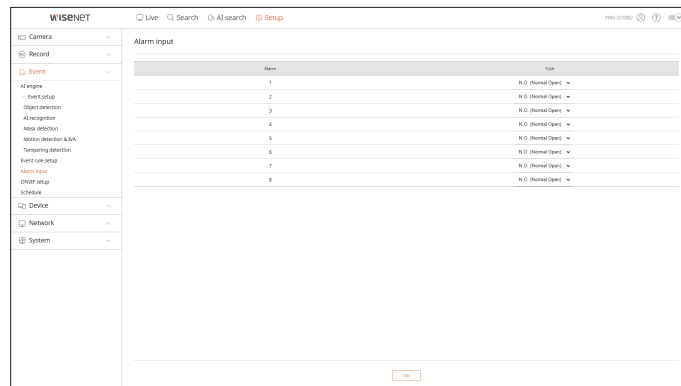 WISENET
Live Search AI search Setup
Camera
Record
Event
AI engine
Event setup
Object detection
AI recognition
Mask detection
Motion detection & IVA
Tampering detection
Event rule setup
Alarm input
ONVIF setup
Schedule
Device
Network
System
Alarm input
Alarm Type
1 N.O. (Normal Open)
2 N.O. (Normal Open)
3 N.O. (Normal Open)
4 N.O. (Normal Open)
5 N.O. (Normal Open)
6 N.O. (Normal Open)
7 N.O. (Normal Open)
8 N.O. (Normal Open)